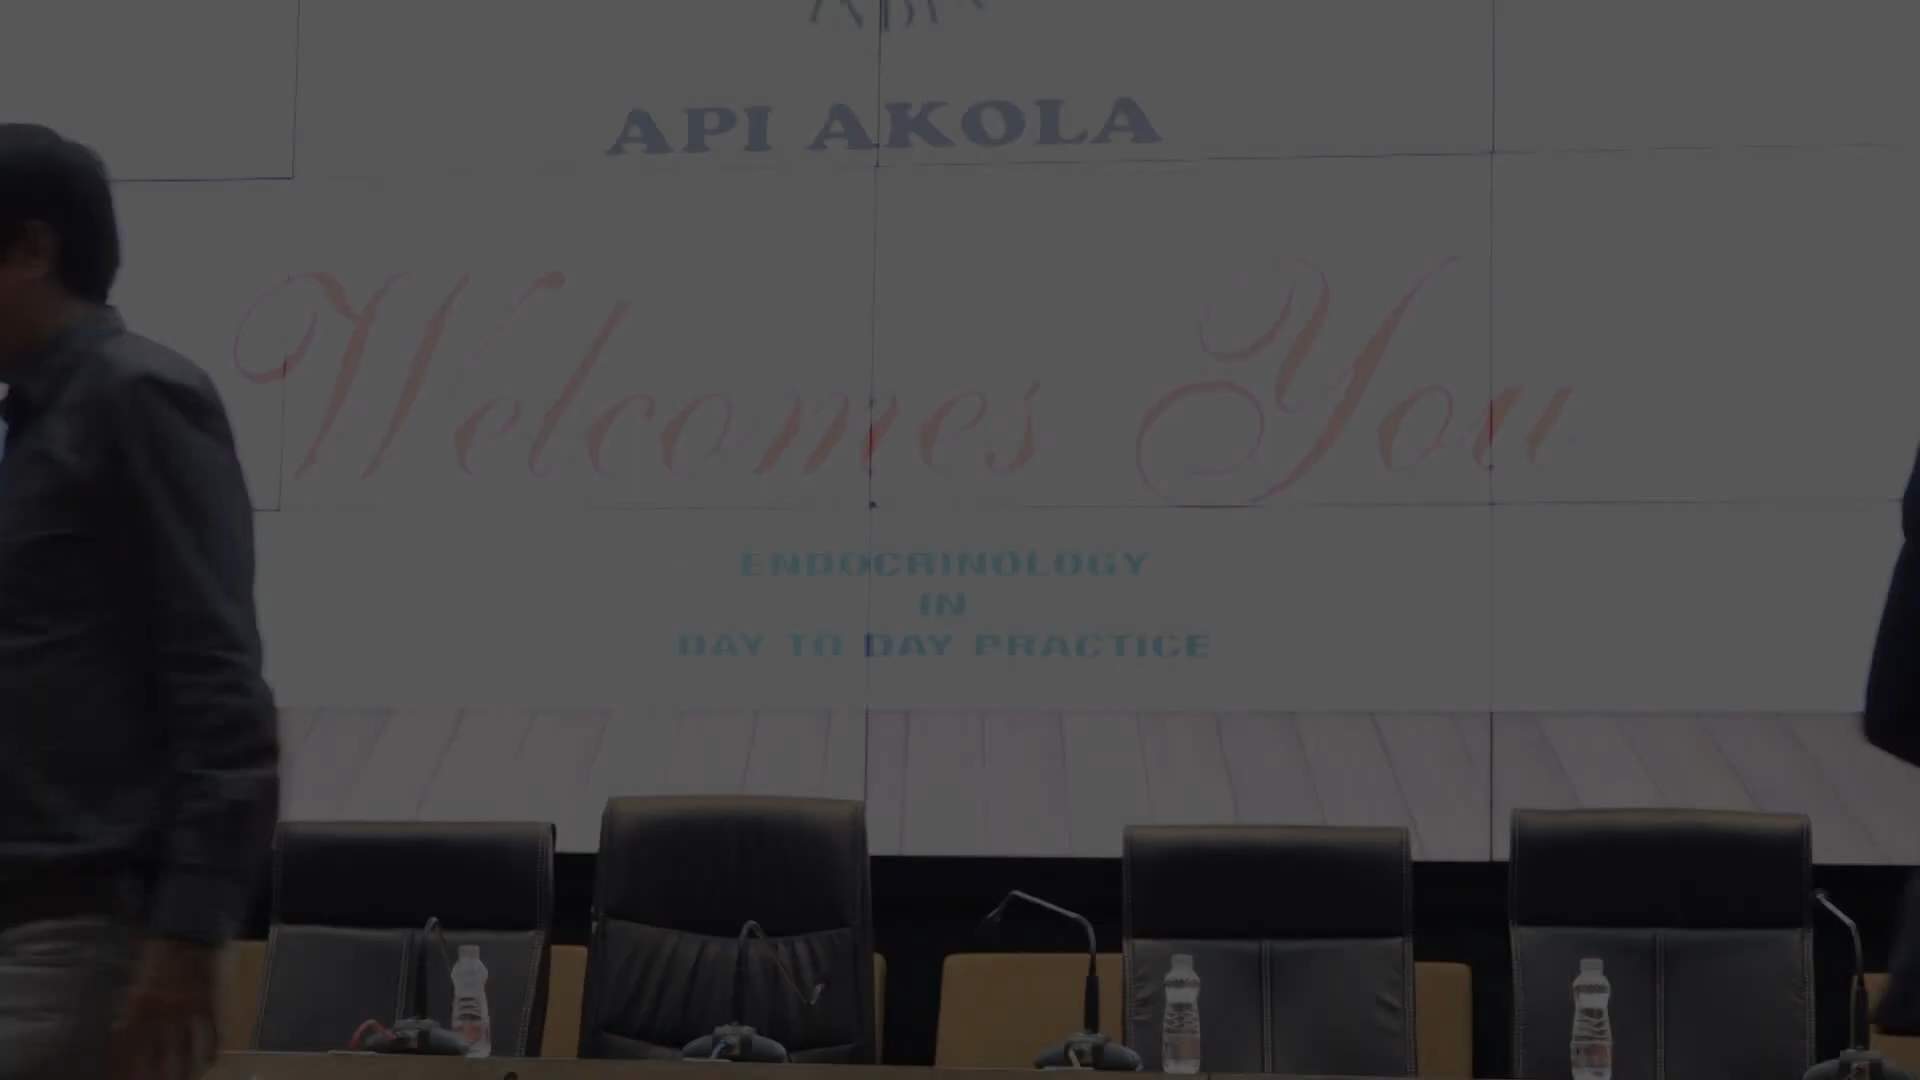 API AKOLA
Welcomes You
ENDOCRINOLOGY
IN
DAY TO DAY PRACTICE